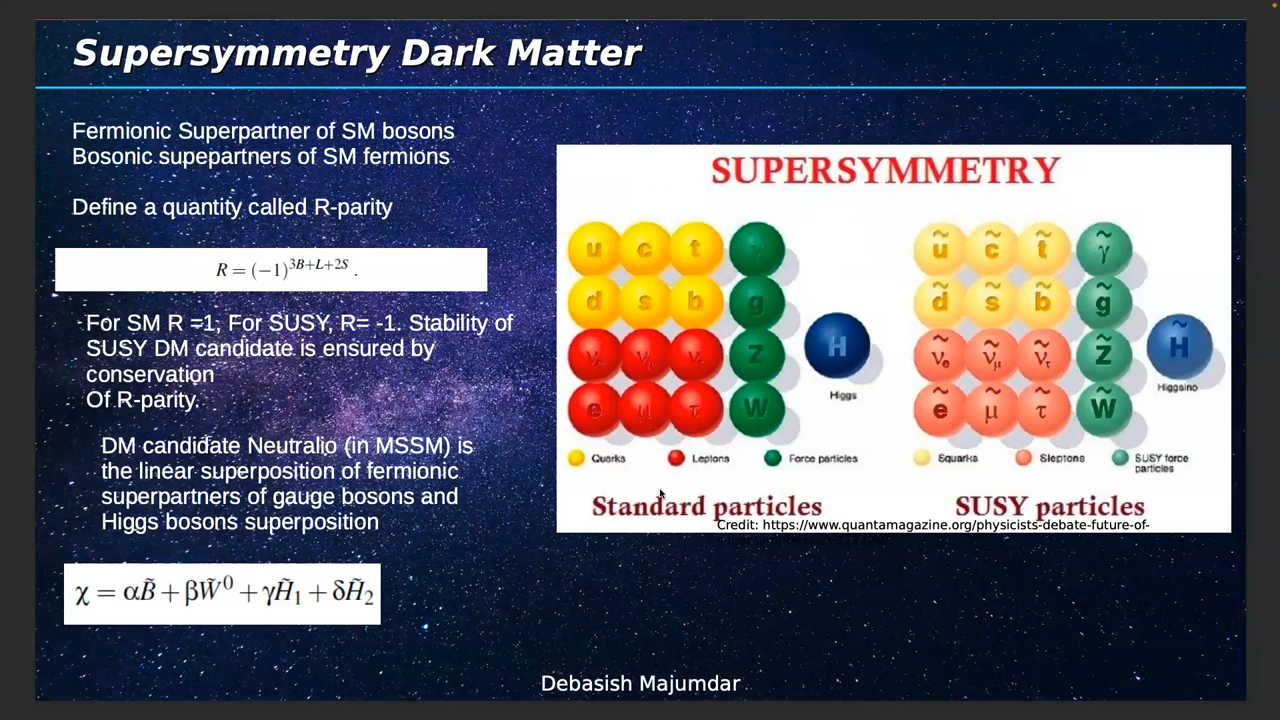 Supersymmetry Dark Matter
Fermionic Superpartner of SM bosons
Bosonic supepartners of SM fermions
Define a quantity called R-parity
R = (−1)^{3B+L+2S} .
For SM R =1; For SUSY, R= -1. Stability of
SUSY DM candidate is ensured by
conservation
Of R-parity.
DM candidate Neutralio (in MSSM) is
the linear superposition of fermionic
superpartners of gauge bosons and
Higgs bosons superposition
χ = αB̃ + βW̃⁰ + γH̃₁ + δH̃₂
SUPERSYMMETRY
u c t γ
d s b g
νe νμ ντ Z
e μ τ W
H
Higgs
Quarks Leptons Force particles
Standard particles
ũ c̃ t̃ γ̃
d̃ s̃ b̃ g̃
ν̃e ν̃μ ν̃τ Z̃
ẽ μ̃ τ̃ W̃
H̃
Higgsino
Squarks Sleptons SUSY force
particles
SUSY particles
Credit: https://www.quantamagazine.org/physicists-debate-future-of-
Debasish Majumdar